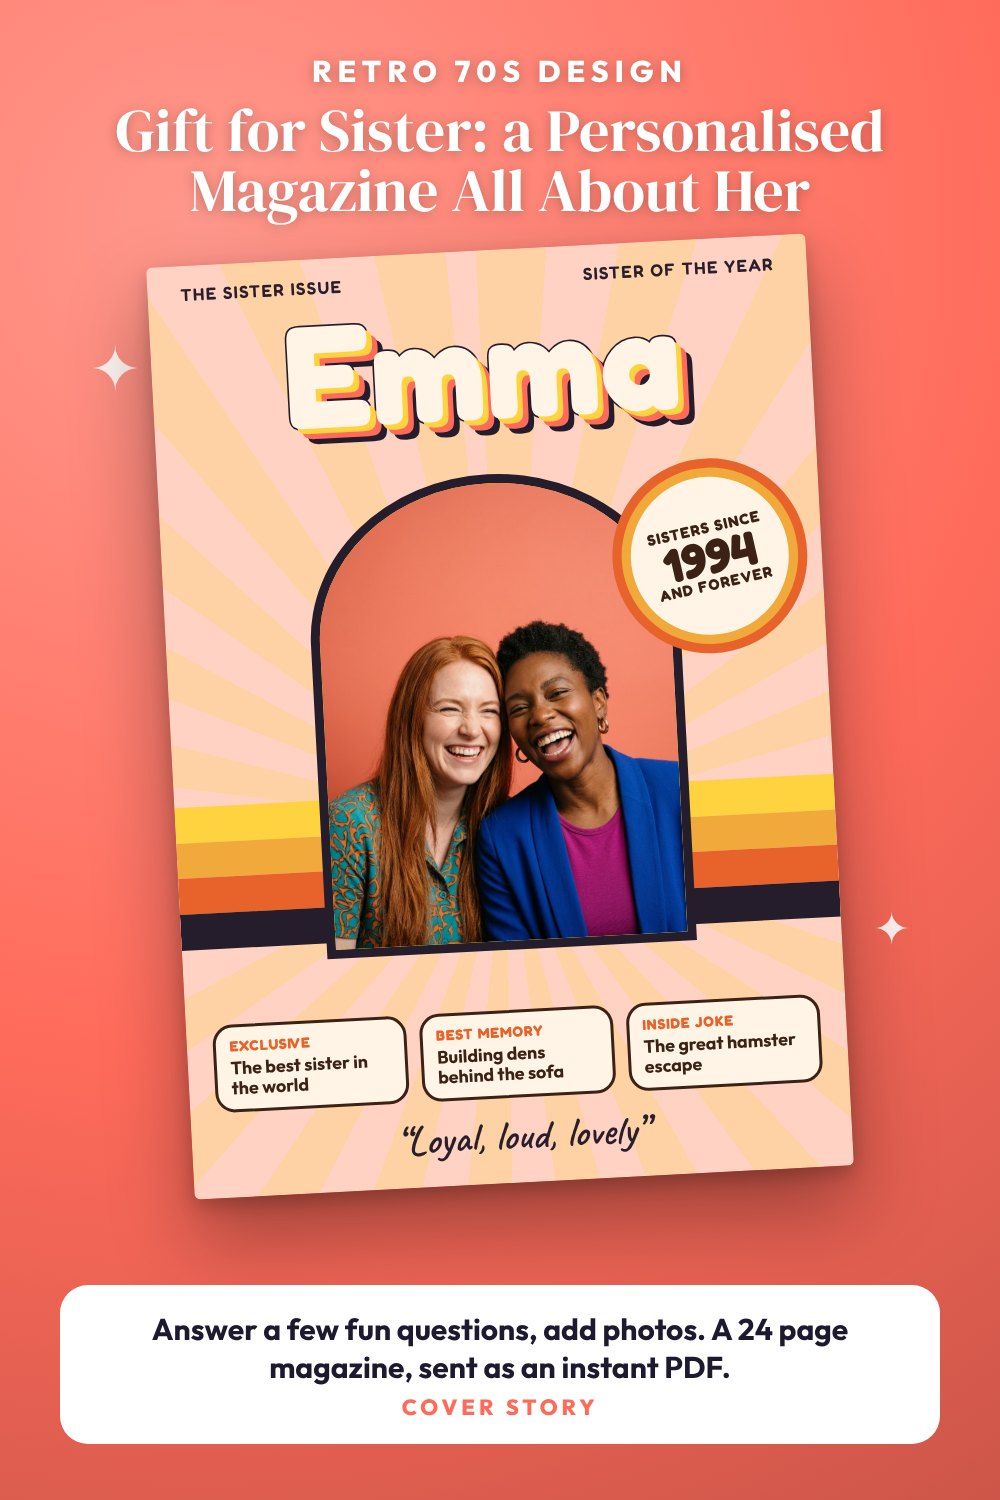 RETRO 70S DESIGN
Gift for Sister: a Personalised
Magazine All About Her
THE SISTER ISSUE
SISTER OF THE YEAR
Emma
SISTERS SINCE
1994
AND FOREVER
EXCLUSIVE
The best sister in
the world
BEST MEMORY
Building dens
behind the sofa
INSIDE JOKE
The great hamster
escape
“Loyal, loud, lovely”
Answer a few fun questions, add photos. A 24 page
magazine, sent as an instant PDF.
COVER STORY